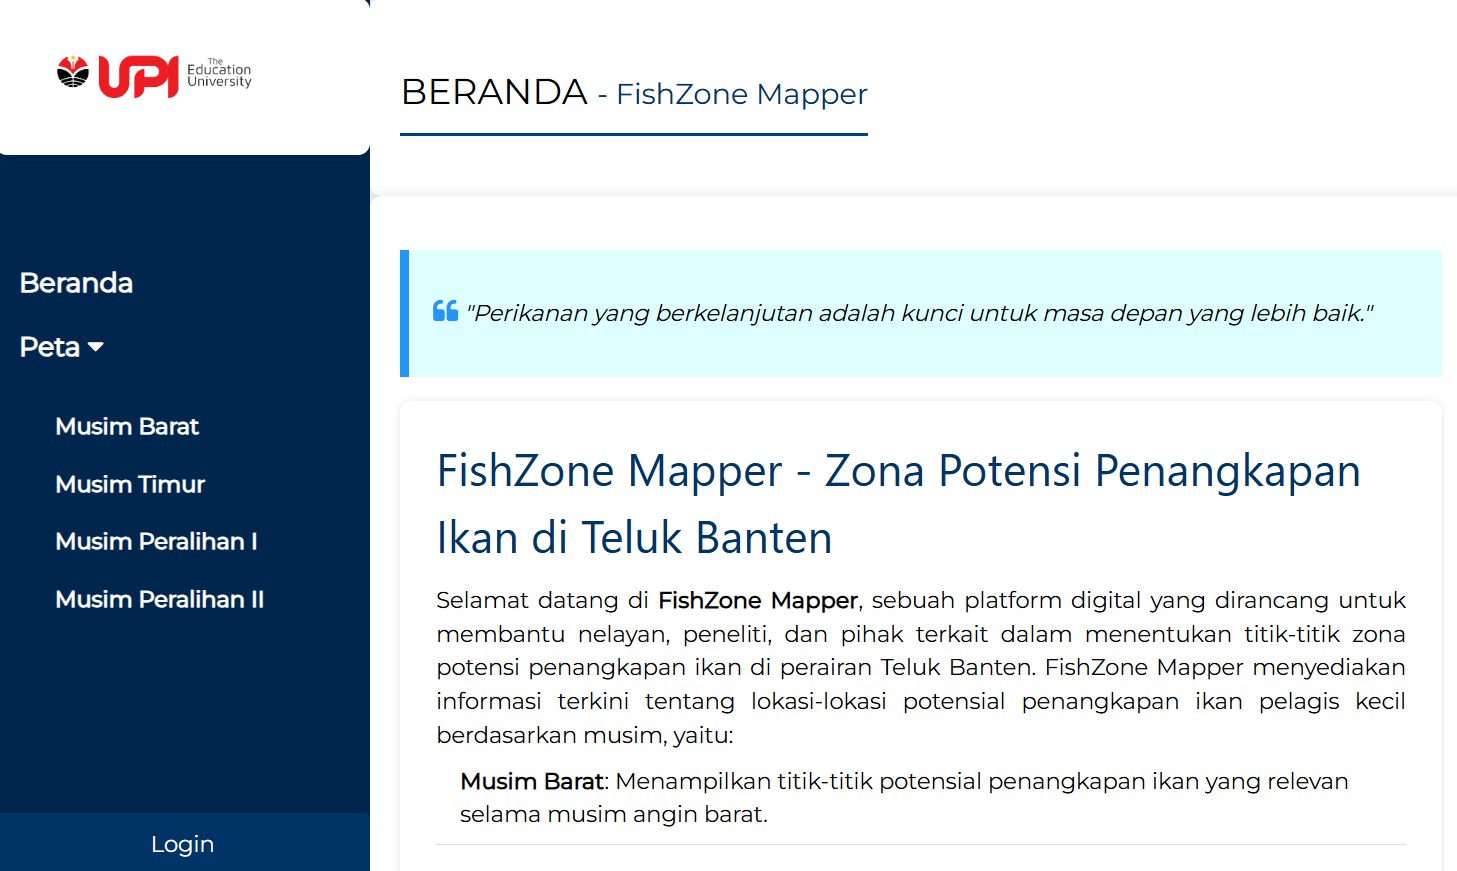 UPI The Education University
BERANDA - FishZone Mapper
Beranda
Peta
Musim Barat
Musim Timur
Musim Peralihan I
Musim Peralihan II
Login
"Perikanan yang berkelanjutan adalah kunci untuk masa depan yang lebih baik."
FishZone Mapper - Zona Potensi Penangkapan
Ikan di Teluk Banten
Selamat datang di FishZone Mapper, sebuah platform digital yang dirancang untuk
membantu nelayan, peneliti, dan pihak terkait dalam menentukan titik-titik zona
potensi penangkapan ikan di perairan Teluk Banten. FishZone Mapper menyediakan
informasi terkini tentang lokasi-lokasi potensial penangkapan ikan pelagis kecil
berdasarkan musim, yaitu:
Musim Barat: Menampilkan titik-titik potensial penangkapan ikan yang relevan
selama musim angin barat.